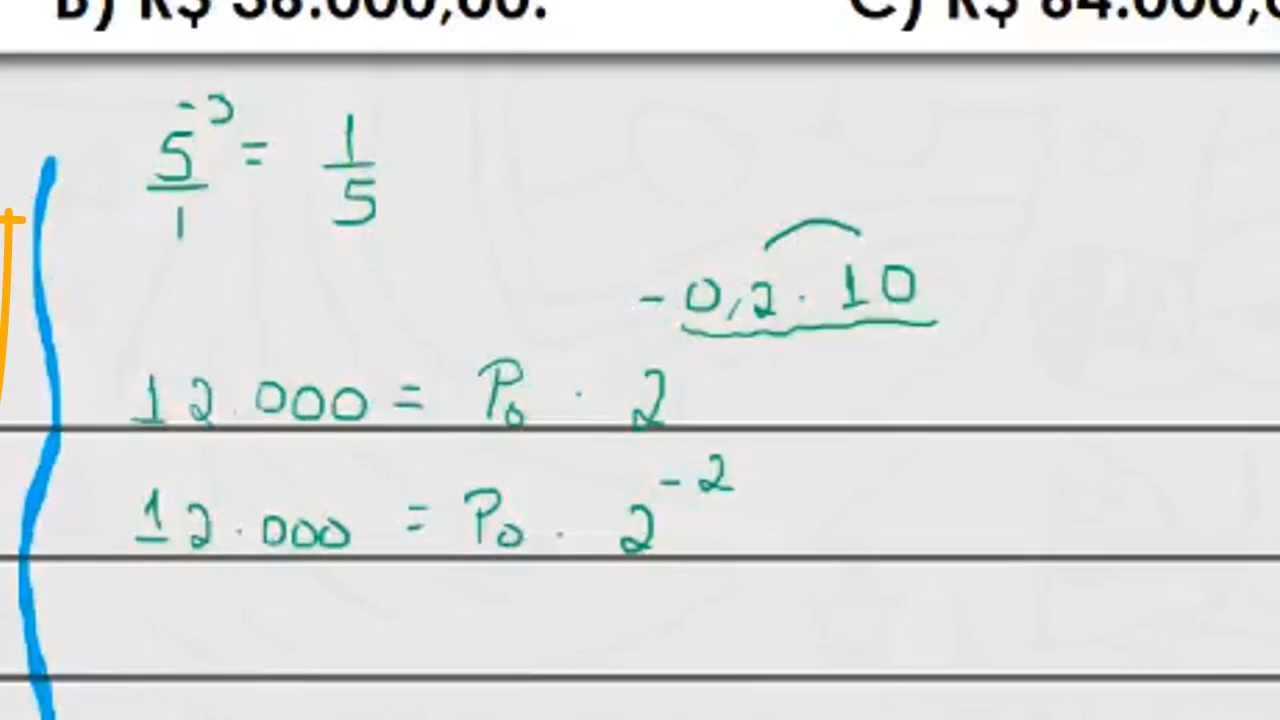 B) R$ 38.000,00. C) R$ 84.000,0
5⁻³/1 = 1/5
-0,2 · 10
12.000 = P₀ · 2
12.000 = P₀ · 2⁻²